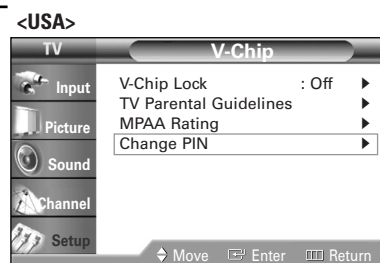 <USA>
TV
V-Chip
Input
Picture
Sound
Channel
Setup
V-Chip Lock : Off
TV Parental Guidelines
MPAA Rating
Change PIN
Move Enter Return